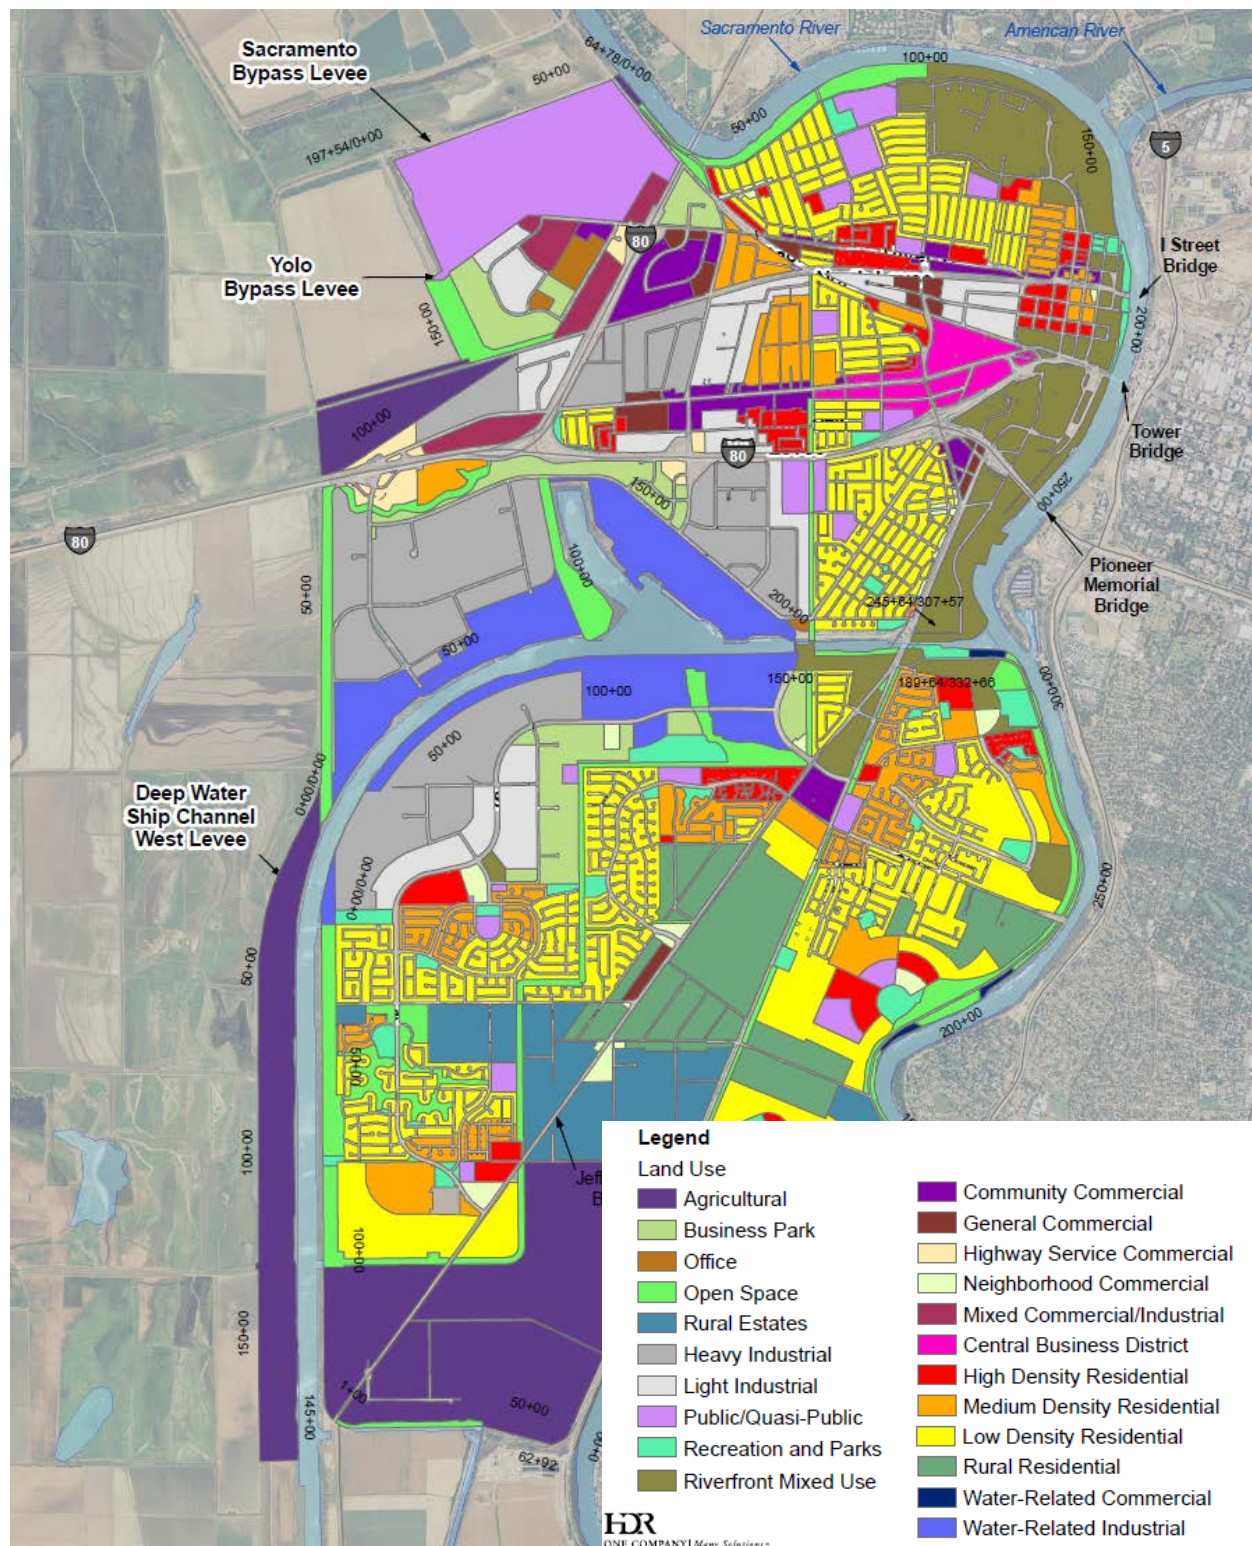 Sacramento River
American River
Sacramento
Bypass Levee
64+78/0+00
50+00
100+00
50+00
150+00
197+54/0+00
5
I Street
Bridge
80
Yolo
Bypass Levee
150+00
200+00
100+00
Tower
Bridge
80
150+00
250+00
80
100+00
Pioneer
Memorial
Bridge
50+00
200+00
245+64/307+57
50+00
150+00
189+64/332+66
300+00
100+00
50+00
0+00/0+00
Deep Water
Ship Channel
West Levee
0+00/0+00
250+00
50+00
200+00
50+00
100+00
Jeff
B
100+00
150+00
1+00
50+00
145+00
62+92
0+00
Legend
Land Use
Agricultural
Business Park
Office
Open Space
Rural Estates
Heavy Industrial
Light Industrial
Public/Quasi-Public
Recreation and Parks
Riverfront Mixed Use
Community Commercial
General Commercial
Highway Service Commercial
Neighborhood Commercial
Mixed Commercial/Industrial
Central Business District
High Density Residential
Medium Density Residential
Low Density Residential
Rural Residential
Water-Related Commercial
Water-Related Industrial
HDR
ONE COMPANY | Many Solutions